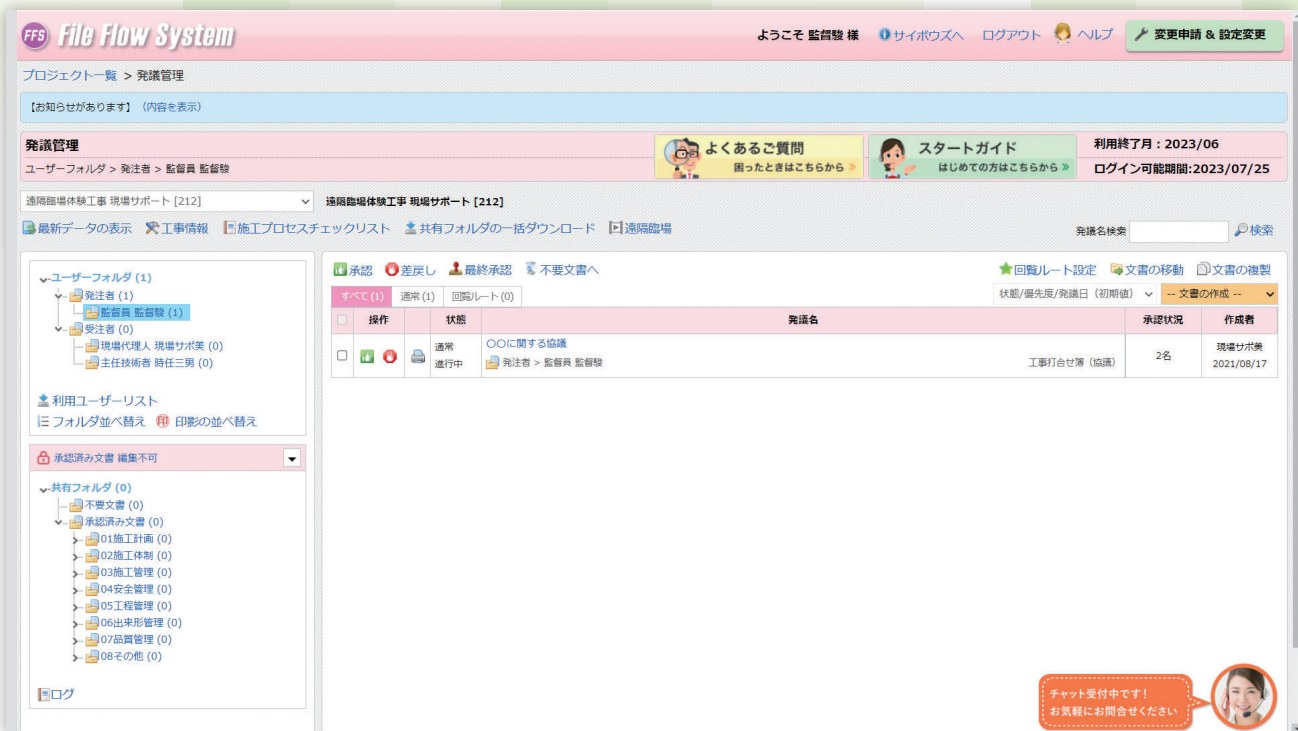 FFS File Flow System
ようこそ 監督駿 様 サイボウズへ ログアウト ヘルプ 変更申請 & 設定変更
プロジェクト一覧 > 発議管理
【お知らせがあります】 (内容を表示)
発議管理
ユーザーフォルダ > 発注者 > 監督員 監督駿
よくあるご質問
困ったときはこちらから »
スタートガイド
はじめての方はこちらから »
利用終了月：2023/06
ログイン可能期間:2023/07/25
遠隔臨場体験工事 現場サポート [212]
遠隔臨場体験工事 現場サポート [212]
最新データの表示 工事情報 施工プロセスチェックリスト 共有フォルダの一括ダウンロード 遠隔臨場
発議名検索 検索
ユーザーフォルダ (1)
発注者 (1)
監督員 監督駿 (1)
受注者 (0)
現場代理人 現場サポ美 (0)
主任技術者 時任三男 (0)
利用ユーザーリスト
フォルダ並べ替え 印 印影の並べ替え
承認済み文書 編集不可
共有フォルダ (0)
不要文書 (0)
承認済み文書 (0)
01施工計画 (0)
02施工体制 (0)
03施工管理 (0)
04安全管理 (0)
05工程管理 (0)
06出来形管理 (0)
07品質管理 (0)
08その他 (0)
ログ
承認 差戻し 最終承認 不要文書へ
回覧ルート設定 文書の移動 文書の複製
すべて (1) 通常 (1) 回覧ルート (0)
状態/優先度/発議日（初期値） -- 文書の作成 --
操作 状態 発議名 承認状況 作成者
通常
進行中
〇〇に関する協議
発注者 > 監督員 監督駿
工事打合せ簿（協議）
2名
現場サポ美
2021/08/17
チャット受付中です！
お気軽にお問合せください